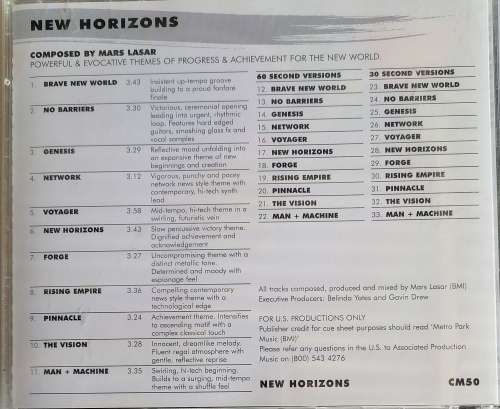 NEW HORIZONS
COMPOSED BY MARS LASAR
POWERFUL & EVOCATIVE THEMES OF PROGRESS & ACHIEVEMENT FOR THE NEW WORLD.
1. BRAVE NEW WORLD 3.43 Insistent up-tempo groove
building to a proud fanfare
finale
2. NO BARRIERS 3.30 Victorious, ceremonial opening
leading into urgent, rhythmic
loop. Features hard edged
guitars, smashing glass fx and
vocal samples
3. GENESIS 3.29 Reflective mood unfolding into
an expansive theme of new
beginnings and creation
4. NETWORK 3.12 Vigorous, punchy and pacey
network news style theme with
contemporary, hi-tech synth
lead
5. VOYAGER 3.58 Mid-tempo, hi-tech theme in a
swirling, futuristic vein
6. NEW HORIZONS 3.43 Slow percussive victory theme.
Dignified achievement and
acknowledgement
7. FORGE 3.27 Uncompromising theme with a
distinct metallic tone.
Determined and moody with
espionage feel
8. RISING EMPIRE 3.36 Compelling contemporary
news style theme with a
technological edge
9. PINNACLE 3.24 Achievement theme. Intensifies
to ascending motif with a
complex classical touch
10. THE VISION 3.28 Innocent, dreamlike melody.
Fluent regal atmosphere with
gentle, reflective reprise
11. MAN + MACHINE 3.35 Swirling, hi-tech beginning.
Builds to a surging, mid-tempo
theme with a shuffle feel
60 SECOND VERSIONS
12. BRAVE NEW WORLD
13. NO BARRIERS
14. GENESIS
15. NETWORK
16. VOYAGER
17. NEW HORIZONS
18. FORGE
19. RISING EMPIRE
20. PINNACLE
21. THE VISION
22. MAN + MACHINE
30 SECOND VERSIONS
23. BRAVE NEW WORLD
24. NO BARRIERS
25. GENESIS
26. NETWORK
27. VOYAGER
28. NEW HORIZONS
29. FORGE
30. RISING EMPIRE
31. PINNACLE
32. THE VISION
33. MAN + MACHINE
All tracks composed, produced and mixed by Mars Lasar (BMI)
Executive Producers: Belinda Yates and Gavin Drew
FOR U.S. PRODUCTIONS ONLY
Publisher credit for cue sheet purposes should read 'Metro Park
Music (BMI)'
Please refer any questions in the U.S. to Associated Production
Music on (800) 543 4276
NEW HORIZONS CM50